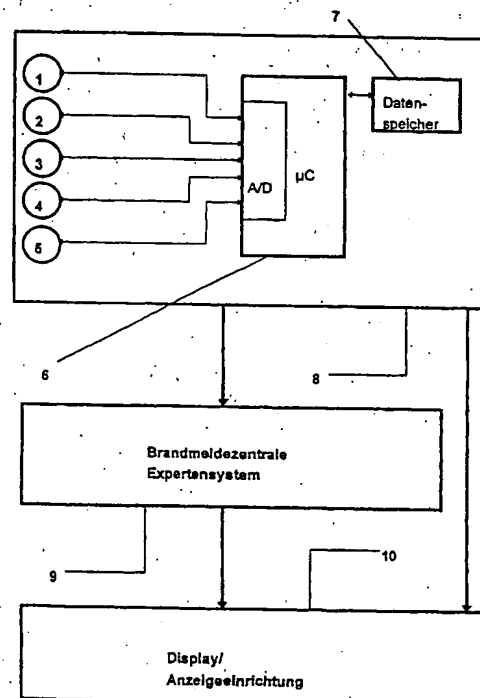 7
1
2
3
4
5
A/D
µC
Daten-
speicher
6
8
Brandmeldezentrale
Expertensystem
9
10
Display/
Anzeigeeinrichtung